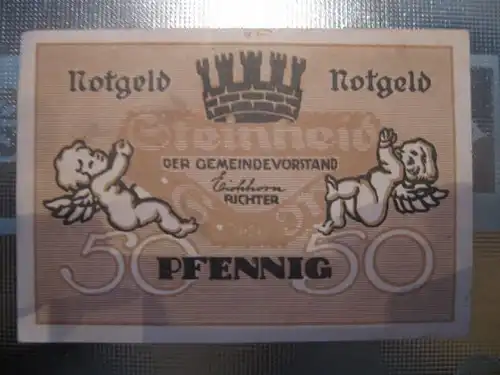 Notgeld Notgeld
Steinheid
DER GEMEINDEVORSTAND
Eichhorn
RICHTER
50 50
PFENNIG